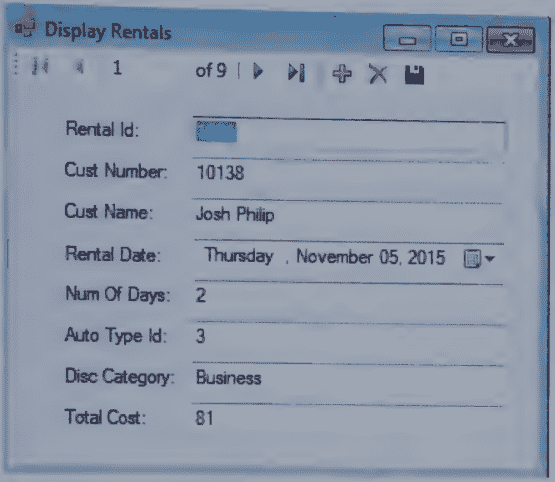 Display Rentals
1 of 9
Rental Id:
Cust Number: 10138
Cust Name: Josh Philip
Rental Date: Thursday , November 05, 2015
Num Of Days: 2
Auto Type Id: 3
Disc Category: Business
Total Cost: 81